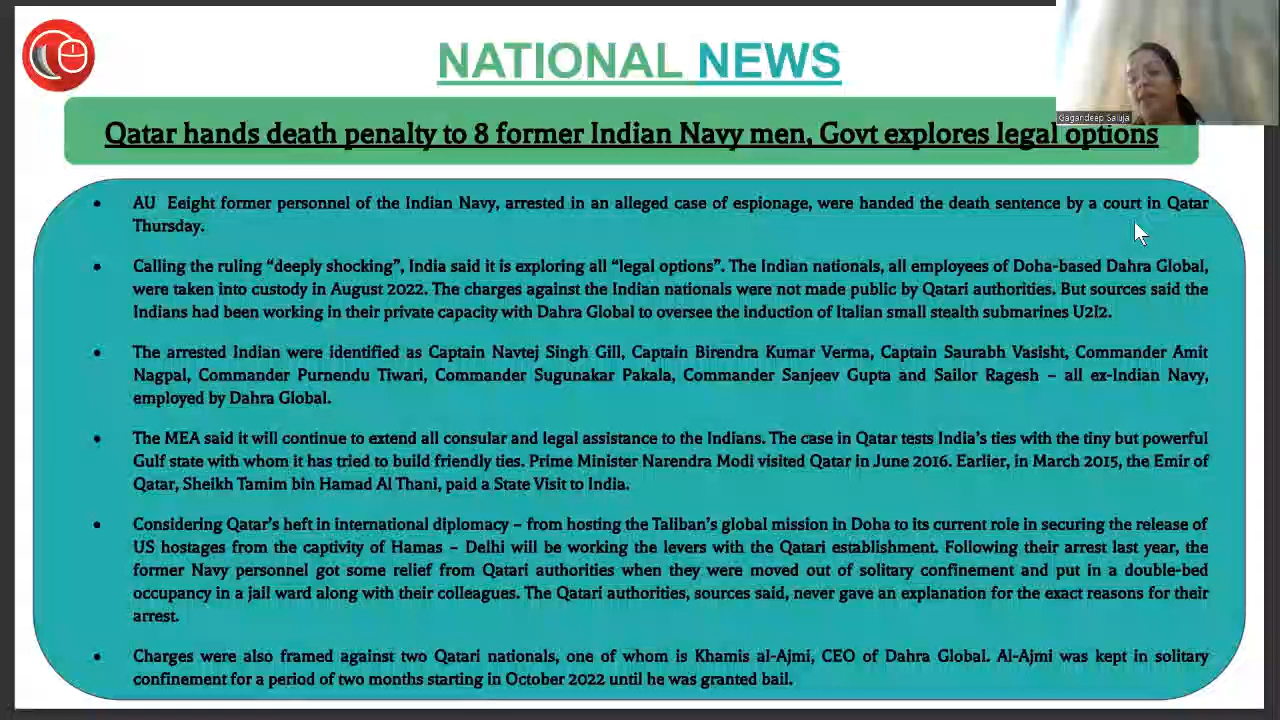 NATIONAL NEWS
Gagandeep Saluja
Qatar hands death penalty to 8 former Indian Navy men, Govt explores legal options
• AU Eeight former personnel of the Indian Navy, arrested in an alleged case of espionage, were handed the death sentence by a court in Qatar
Thursday.
• Calling the ruling “deeply shocking”, India said it is exploring all “legal options”. The Indian nationals, all employees of Doha-based Dahra Global,
were taken into custody in August 2022. The charges against the Indian nationals were not made public by Qatari authorities. But sources said the
Indians had been working in their private capacity with Dahra Global to oversee the induction of Italian small stealth submarines U2I2.
• The arrested Indian were identified as Captain Navtej Singh Gill, Captain Birendra Kumar Verma, Captain Saurabh Vasisht, Commander Amit
Nagpal, Commander Purnendu Tiwari, Commander Sugunakar Pakala, Commander Sanjeev Gupta and Sailor Ragesh – all ex-Indian Navy,
employed by Dahra Global.
• The MEA said it will continue to extend all consular and legal assistance to the Indians. The case in Qatar tests India’s ties with the tiny but powerful
Gulf state with whom it has tried to build friendly ties. Prime Minister Narendra Modi visited Qatar in June 2016. Earlier, in March 2015, the Emir of
Qatar, Sheikh Tamim bin Hamad Al Thani, paid a State Visit to India.
• Considering Qatar’s heft in international diplomacy – from hosting the Taliban’s global mission in Doha to its current role in securing the release of
US hostages from the captivity of Hamas – Delhi will be working the levers with the Qatari establishment. Following their arrest last year, the
former Navy personnel got some relief from Qatari authorities when they were moved out of solitary confinement and put in a double-bed
occupancy in a jail ward along with their colleagues. The Qatari authorities, sources said, never gave an explanation for the exact reasons for their
arrest.
• Charges were also framed against two Qatari nationals, one of whom is Khamis al-Ajmi, CEO of Dahra Global. Al-Ajmi was kept in solitary
confinement for a period of two months starting in October 2022 until he was granted bail.